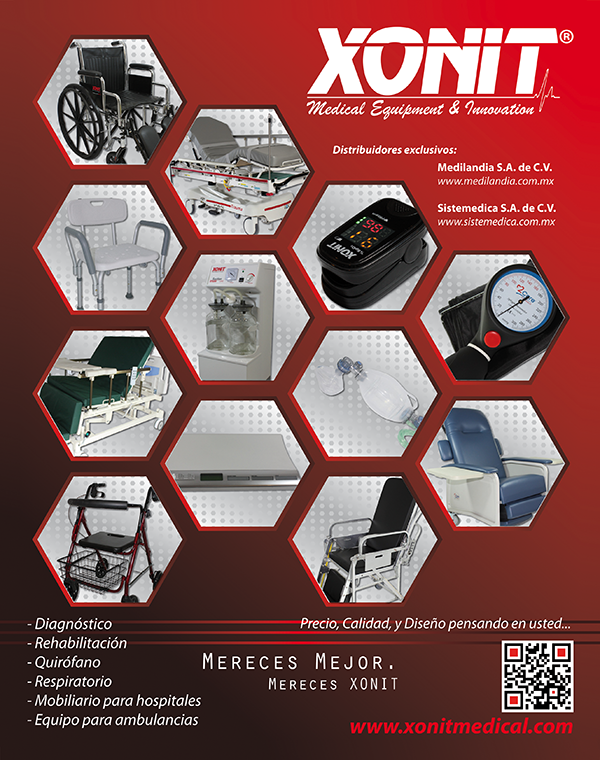 XONIT®
Medical Equipment & Innovation
Distribuidores exclusivos:
Medilandia S.A. de C.V.
www.medilandia.com.mx
Sistemedica S.A. de C.V.
www.sistemedica.com.mx
XONIT
XONIT
- Diagnóstico
- Rehabilitación
- Quirófano
- Respiratorio
- Mobiliario para hospitales
- Equipo para ambulancias
Precio, Calidad, y Diseño pensando en usted...
Mereces Mejor.
Mereces XONIT
www.xonitmedical.com